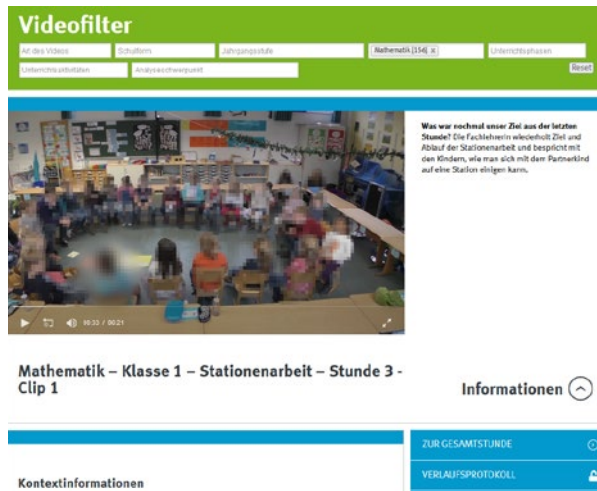 Videofilter
Art des Videos
Schulform
Jahrgangsstufe
Mathematik [156] x
Unterrichtsphasen
Unterrichtsaktivitäten
Analyseschwerpunkt
Reset
Was war nochmal unser Ziel aus der letzten
Stunde? Die Fachlehrerin wiederholt Ziel und
Ablauf der Stationenarbeit und bespricht mit
den Kindern, wie man sich mit dem Partnerkind
auf eine Station einigen kann.
Mathematik – Klasse 1 – Stationenarbeit – Stunde 3 -
Clip 1
Informationen
ZUR GESAMTSTUNDE
VERLAUFSPROTOKOLL
Kontextinformationen